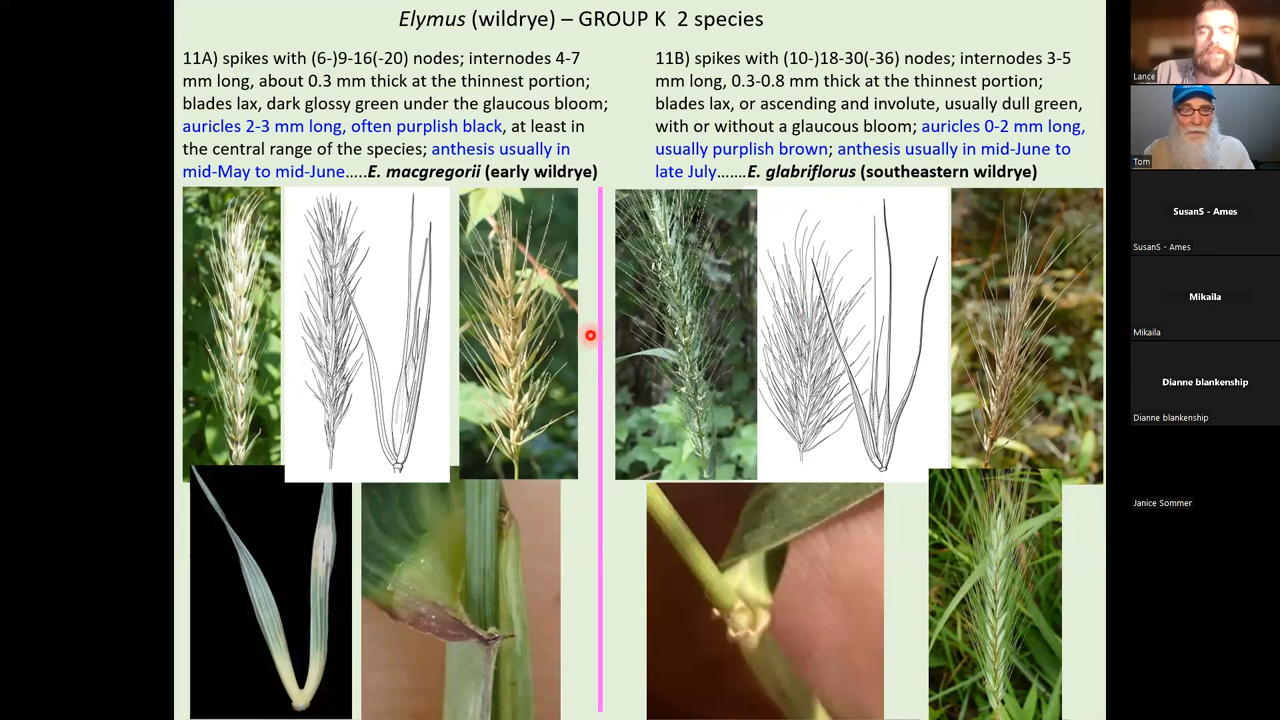 Elymus (wildrye) – GROUP K 2 species
11A) spikes with (6-)9-16(-20) nodes; internodes 4-7
mm long, about 0.3 mm thick at the thinnest portion;
blades lax, dark glossy green under the glaucous bloom;
auricles 2-3 mm long, often purplish black, at least in
the central range of the species; anthesis usually in
mid-May to mid-June.....E. macgregorii (early wildrye)
11B) spikes with (10-)18-30(-36) nodes; internodes 3-5
mm long, 0.3-0.8 mm thick at the thinnest portion;
blades lax, or ascending and involute, usually dull green,
with or without a glaucous bloom; auricles 0-2 mm long,
usually purplish brown; anthesis usually in mid-June to
late July.......E. glabriflorus (southeastern wildrye)
Lance
Tom
SusanS - Ames
SusanS - Ames
Mikaila
Mikaila
Dianne blankenship
Dianne blankenship
Janice Sommer